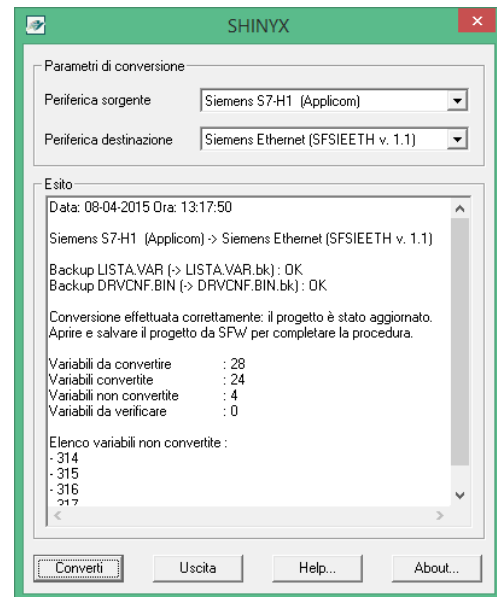 SHINYX
Parametri di conversione
Periferica sorgente Siemens S7-H1 (Applicom)
Periferica destinazione Siemens Ethernet (SFSIEETH v. 1.1)
Esito
Data: 08-04-2015 Ora: 13:17:50
Siemens S7-H1 (Applicom) -> Siemens Ethernet (SFSIEETH v. 1.1)
Backup LISTA.VAR (-> LISTA.VAR.bk) : OK
Backup DRVCNF.BIN (-> DRVCNF.BIN.bk) : OK
Conversione effettuata correttamente: il progetto è stato aggiornato.
Aprire e salvare il progetto da SFW per completare la procedura.
Variabili da convertire : 28
Variabili convertite : 24
Variabili non convertite : 4
Variabili da verificare : 0
Elenco variabili non convertite :
- 314
- 315
- 316
- 317
Converti Uscita Help... About...